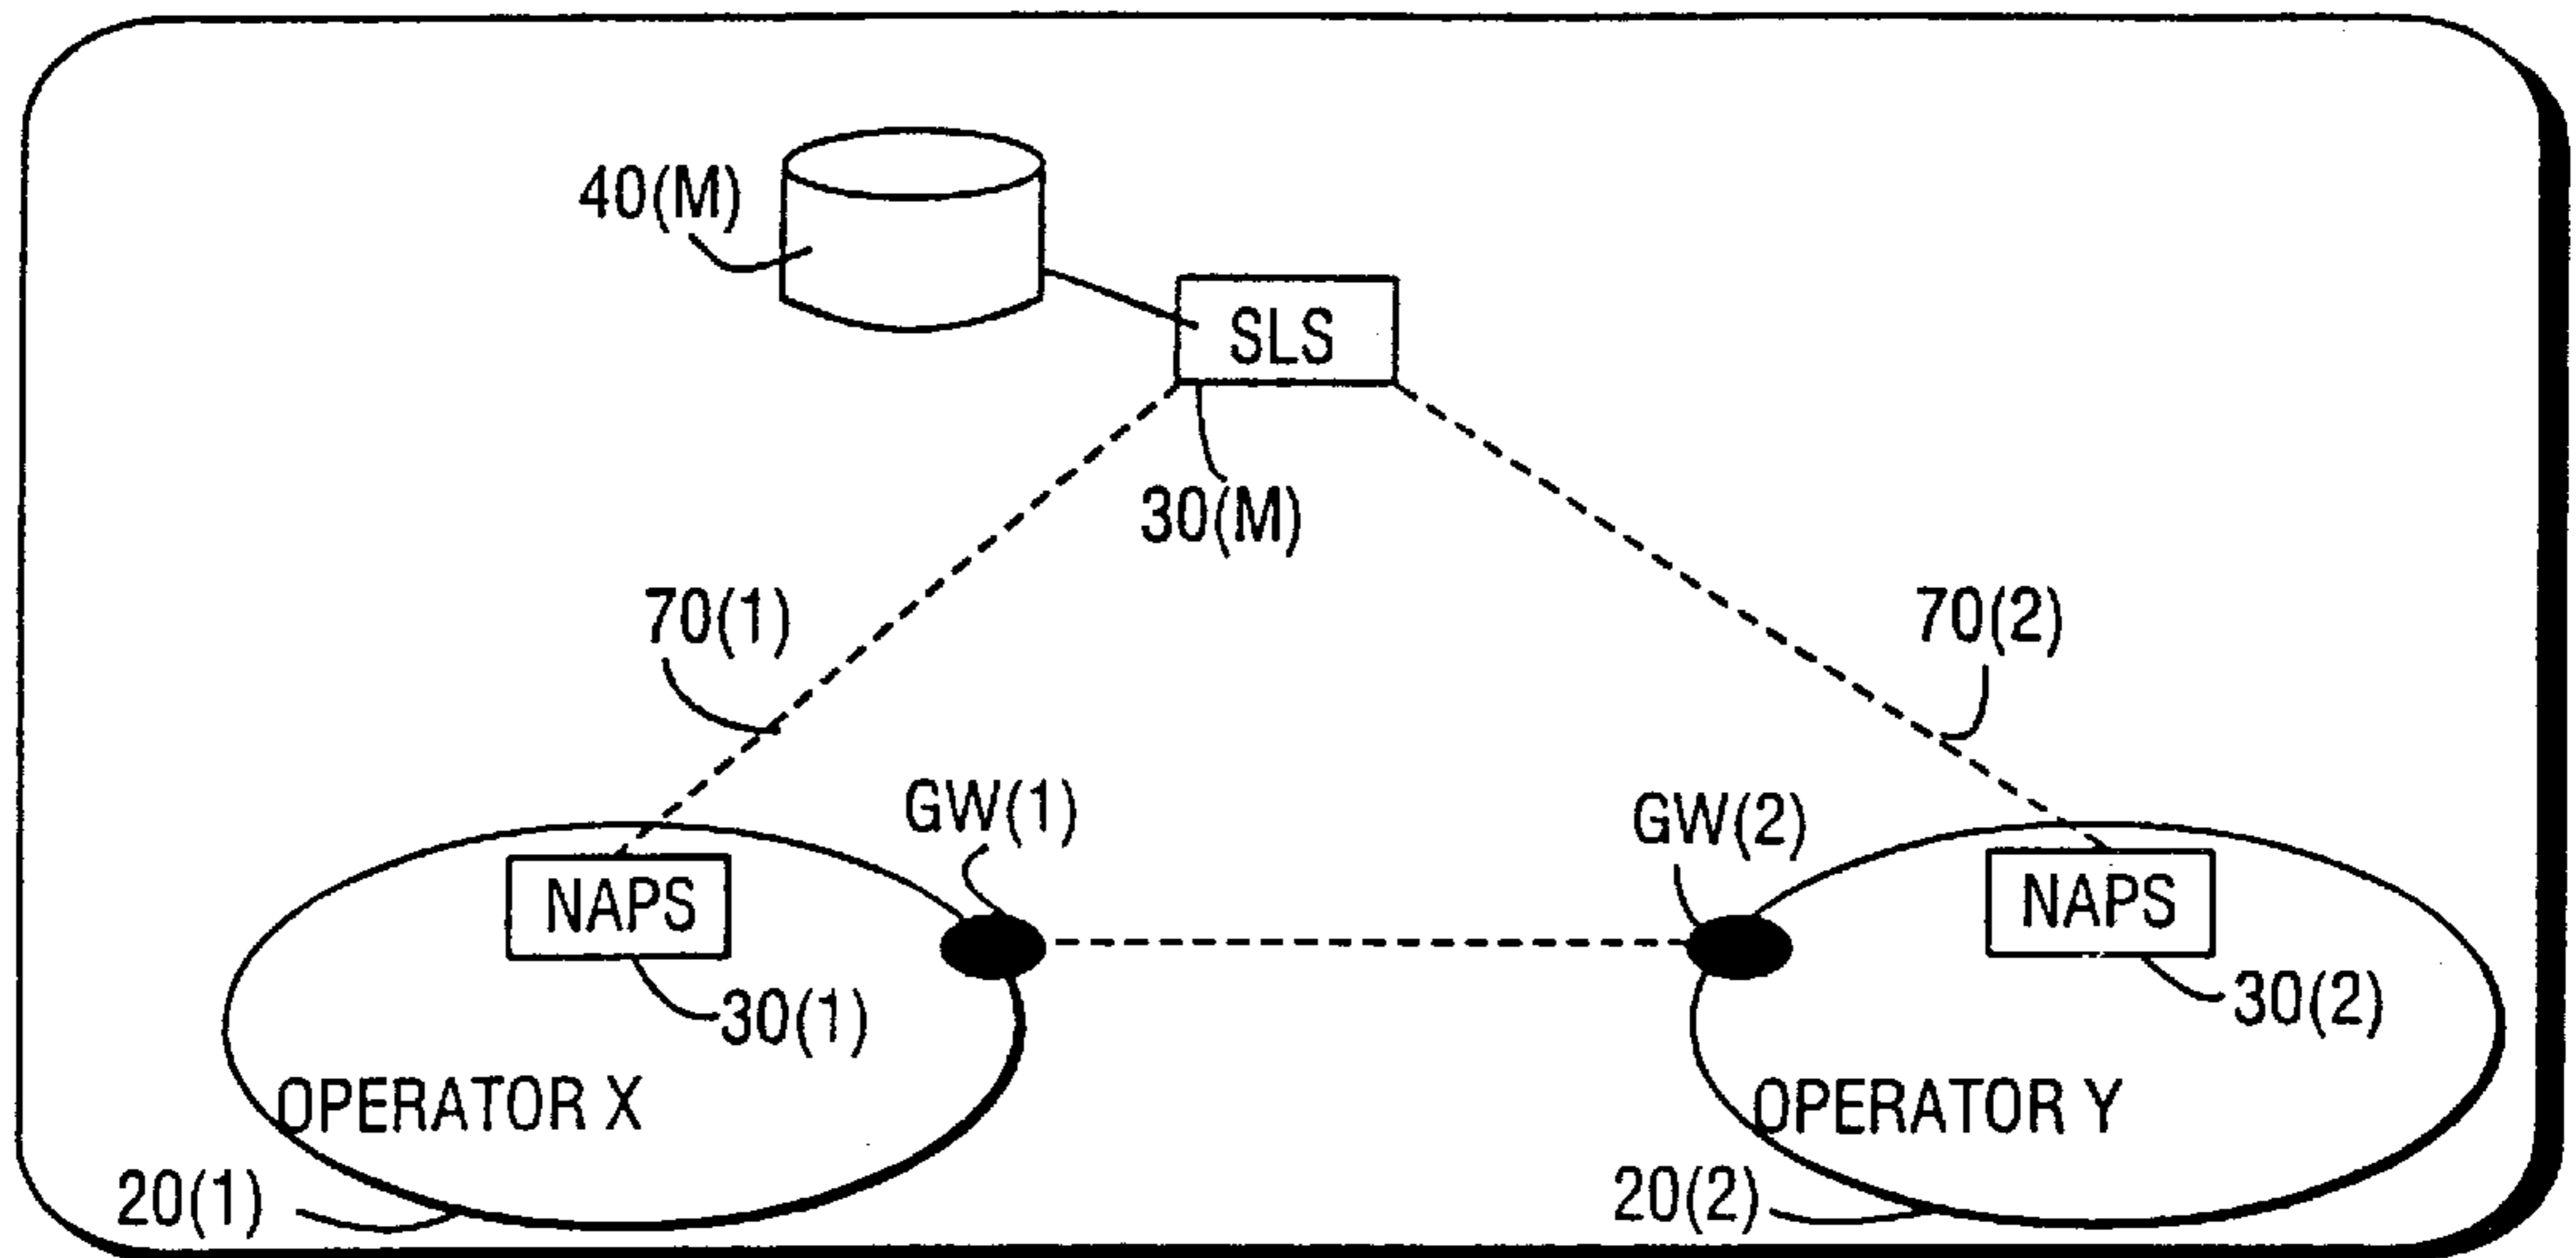 40(M)
SLS
30(M)
70(1)
70(2)
GW(1)
GW(2)
NAPS
NAPS
30(1)
30(2)
OPERATOR X
OPERATOR Y
20(1)
20(2)